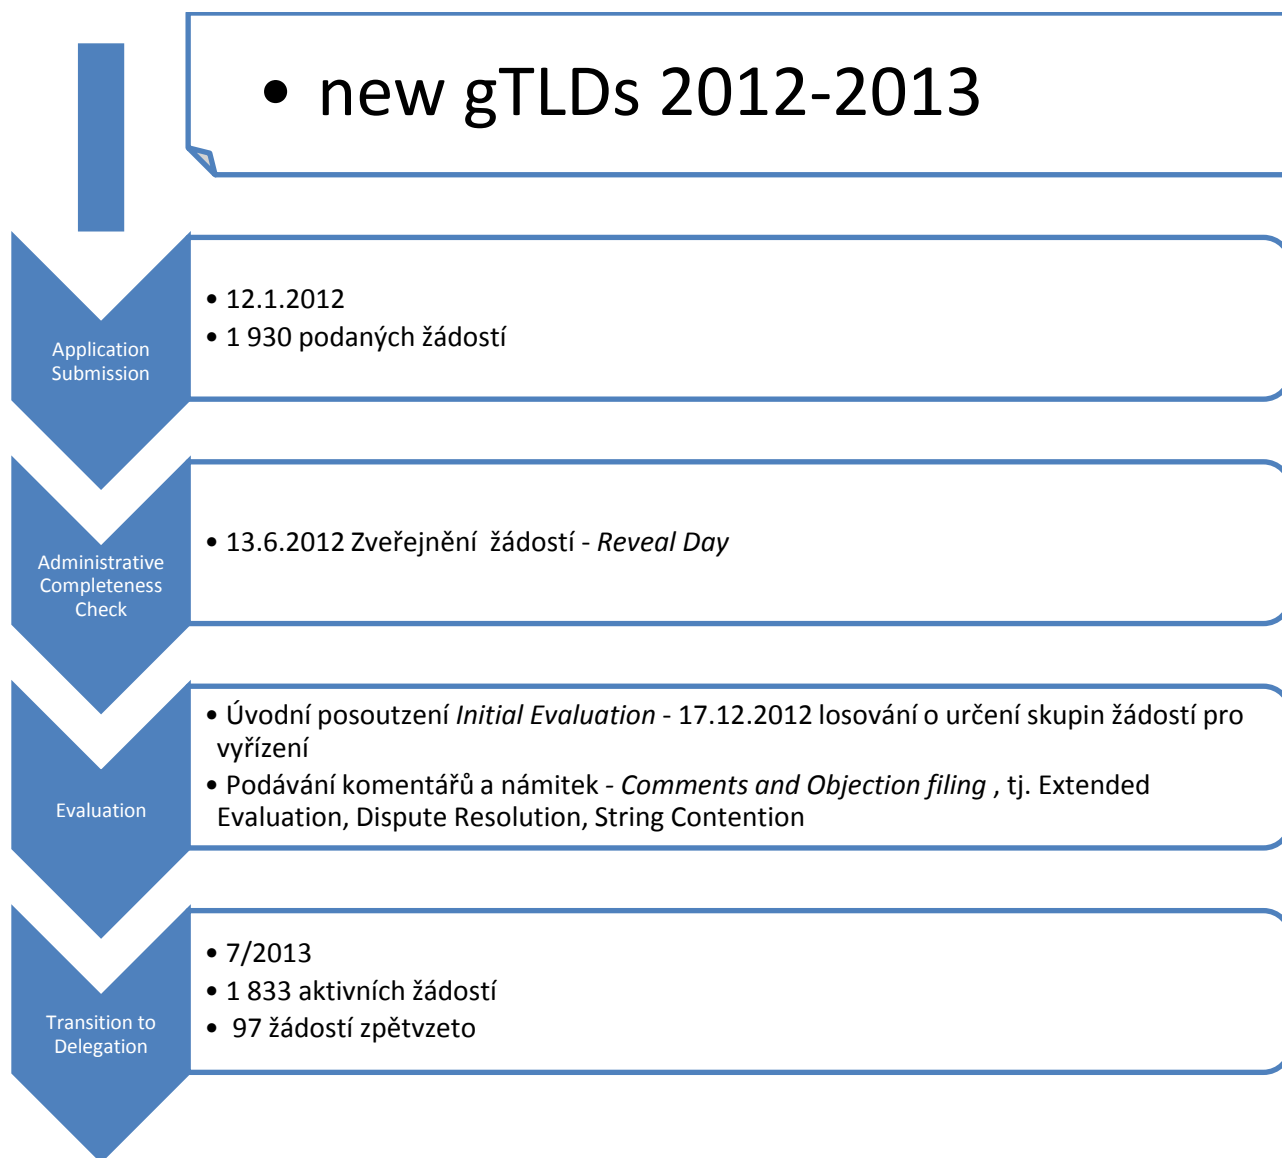 • new gTLDs 2012-2013
Application
Submission
• 12.1.2012
• 1 930 podaných žádostí
Administrative
Completeness
Check
• 13.6.2012 Zveřejnění  žádostí - Reveal Day
Evaluation
• Úvodní posoutzení Initial Evaluation - 17.12.2012 losování o určení skupin žádostí pro
vyřízení
• Podávání komentářů a námitek - Comments and Objection filing , tj. Extended
Evaluation, Dispute Resolution, String Contention
Transition to
Delegation
• 7/2013
• 1 833 aktivních žádostí
•  97 žádostí zpětvzeto